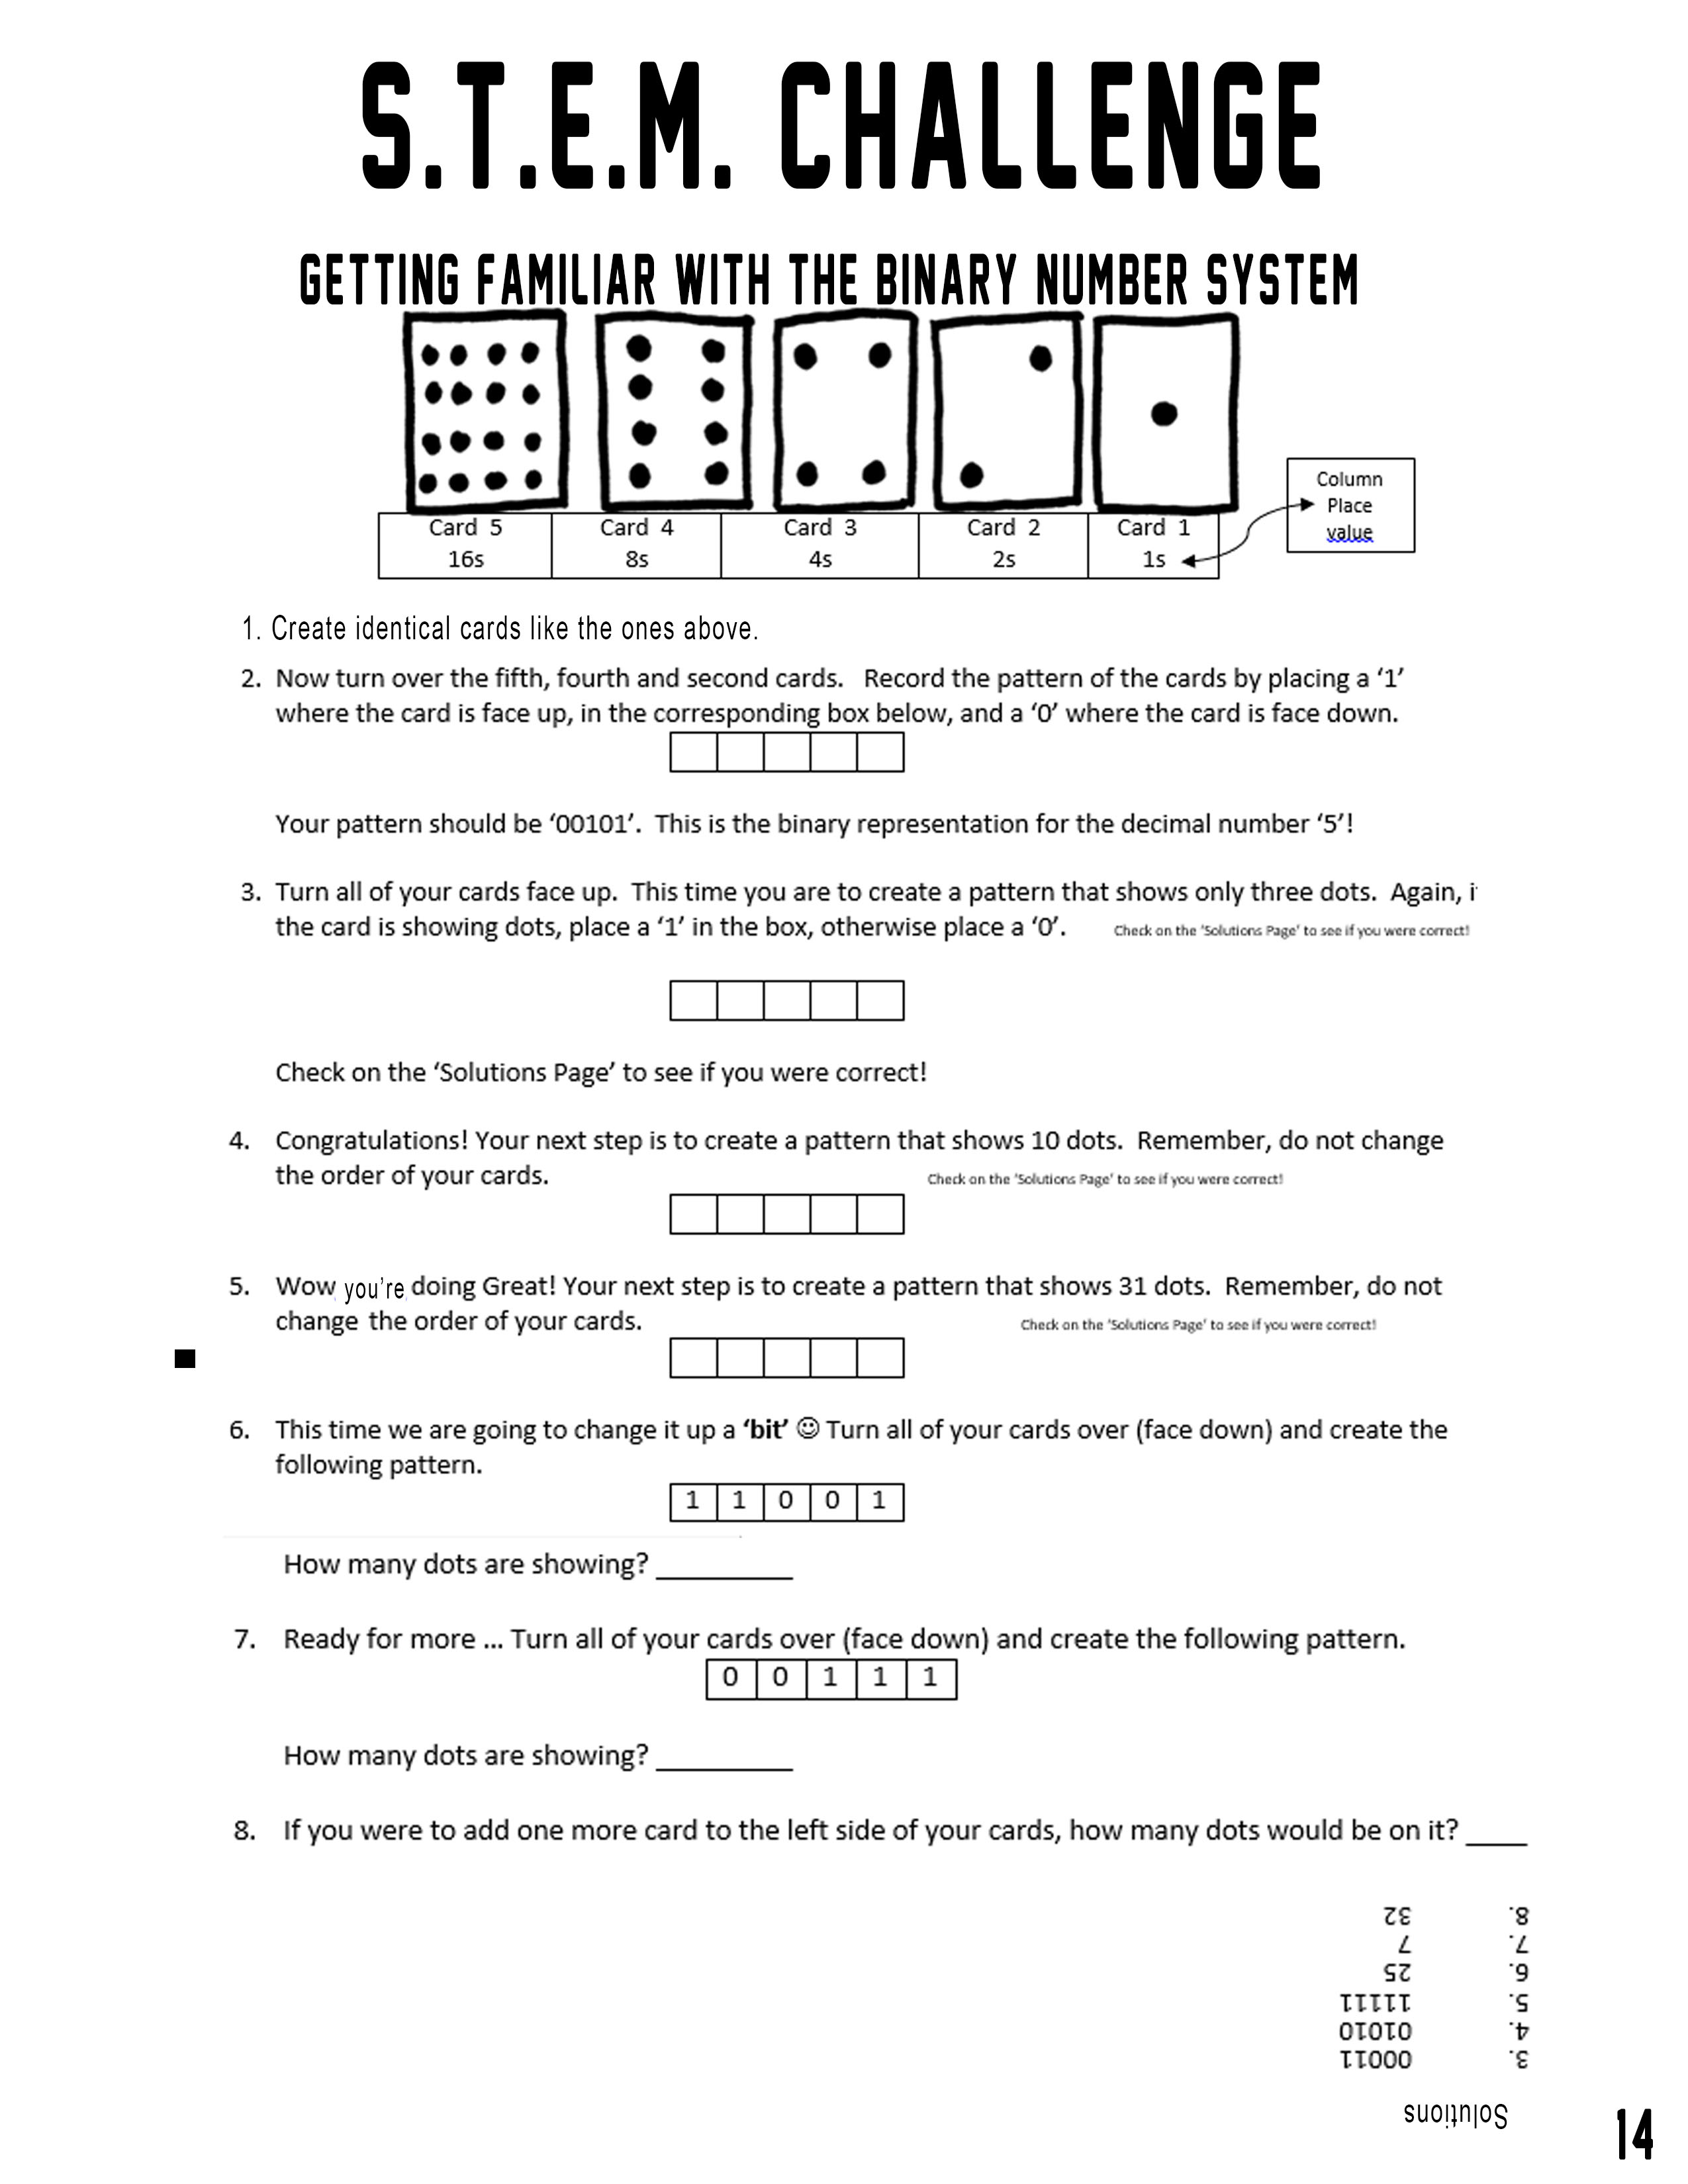 S.T.E.M. CHALLENGE
GETTING FAMILIAR WITH THE BINARY NUMBER SYSTEM
Card 5 Card 4 Card 3 Card 2 Card 1
16s 8s 4s 2s 1s
Column
Place
value
1. Create identical cards like the ones above.
2. Now turn over the fifth, fourth and second cards. Record the pattern of the cards by placing a ‘1’
where the card is face up, in the corresponding box below, and a ‘0’ where the card is face down.
Your pattern should be ‘00101’. This is the binary representation for the decimal number ‘5’!
3. Turn all of your cards face up. This time you are to create a pattern that shows only three dots. Again,
the card is showing dots, place a ‘1’ in the box, otherwise place a ‘0’. Check on the ‘Solutions Page’ to see if you were correct!
Check on the ‘Solutions Page’ to see if you were correct!
4. Congratulations! Your next step is to create a pattern that shows 10 dots. Remember, do not change
the order of your cards. Check on the ‘Solutions Page’ to see if you were correct!
5. Wow you’re doing Great! Your next step is to create a pattern that shows 31 dots. Remember, do not
change the order of your cards. Check on the ‘Solutions Page’ to see if you were correct!
6. This time we are going to change it up a ‘bit’ ☺ Turn all of your cards over (face down) and create the
following pattern.
1 1 0 0 1
How many dots are showing? __________
7. Ready for more ... Turn all of your cards over (face down) and create the following pattern.
0 0 1 1 1
How many dots are showing? __________
8. If you were to add one more card to the left side of your cards, how many dots would be on it? ____
Solutions
3. 00011
4. 01010
5. 11111
6. 25
7. 7
8. 32
14